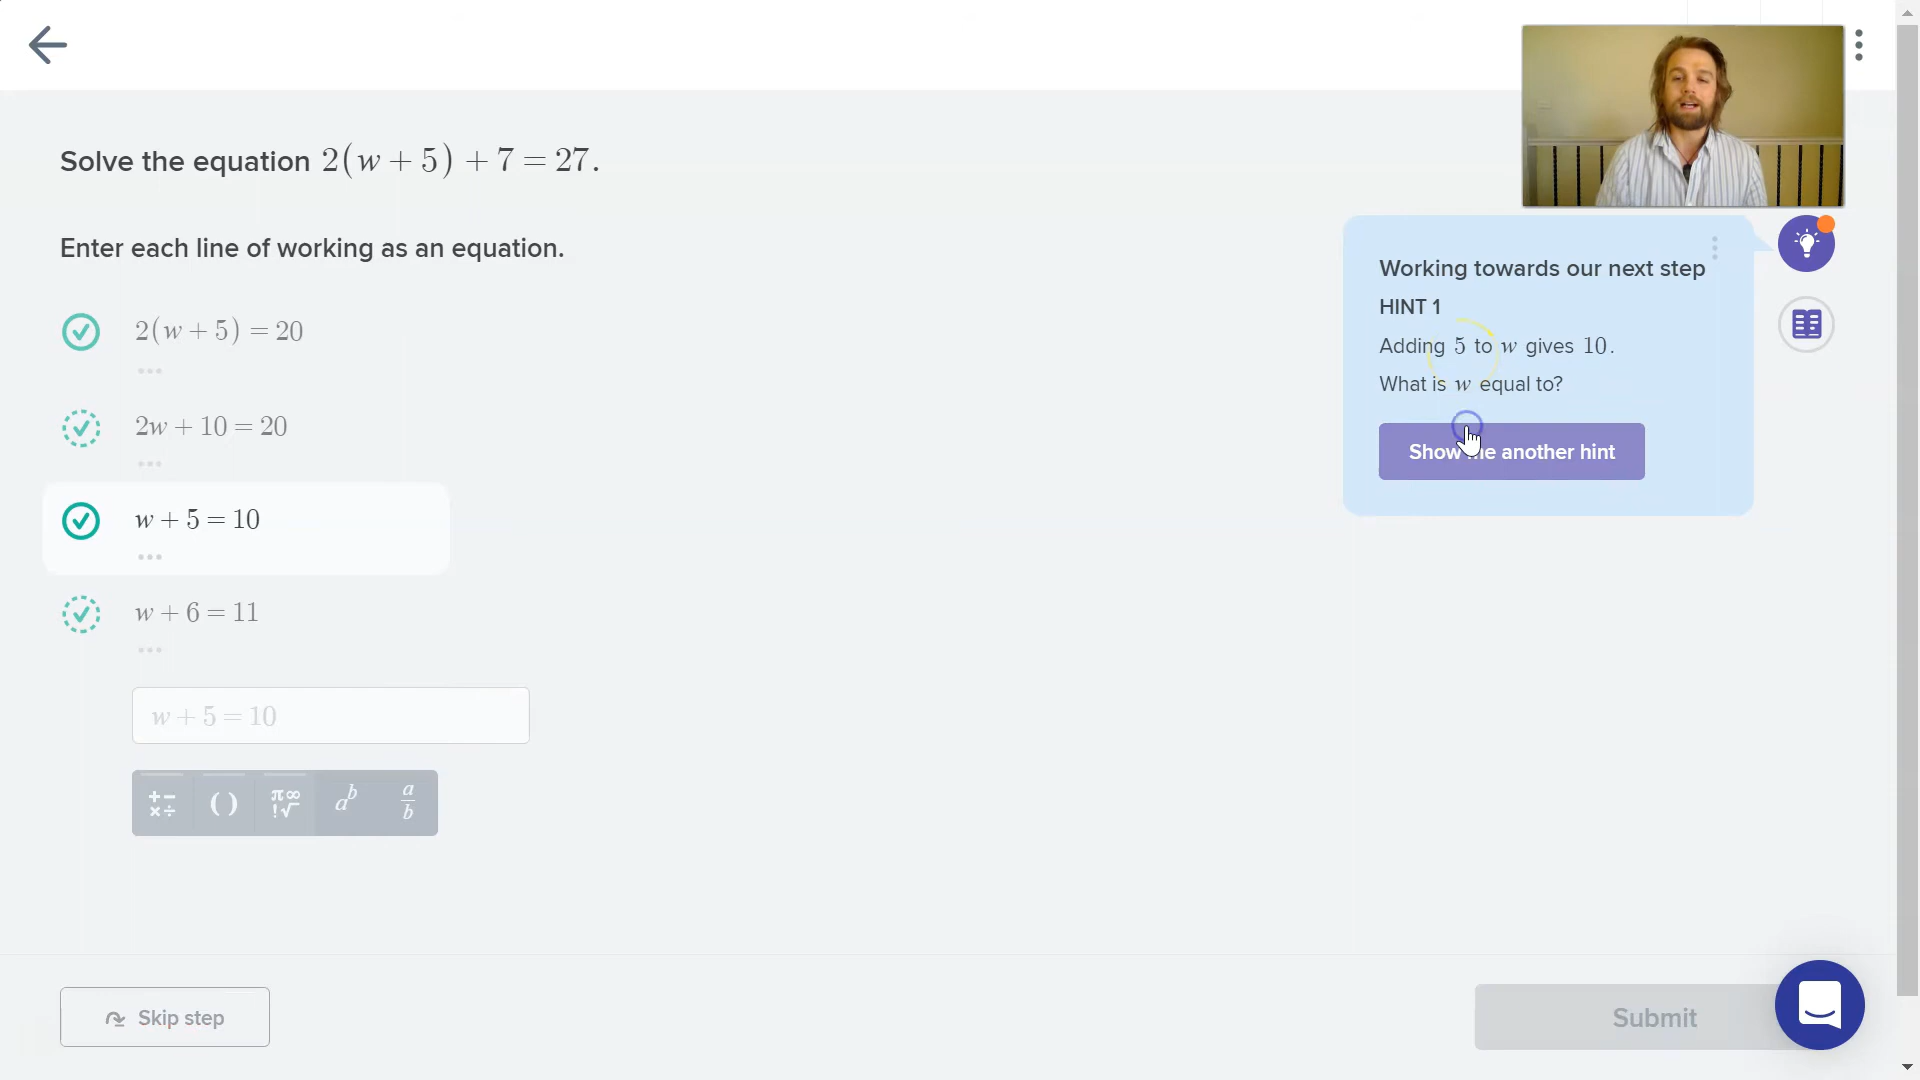 Solve the equation 2(w + 5) + 7 = 27.
Enter each line of working as an equation.
2(w + 5) = 20
...
2w + 10 = 20
...
w + 5 = 10
...
w + 6 = 11
...
w + 5 = 10
+ − × ÷ ( ) π ∞ ! √ a^b a/b
Working towards our next step
HINT 1
Adding 5 to w gives 10.
What is w equal to?
Show me another hint
Skip step
Submit